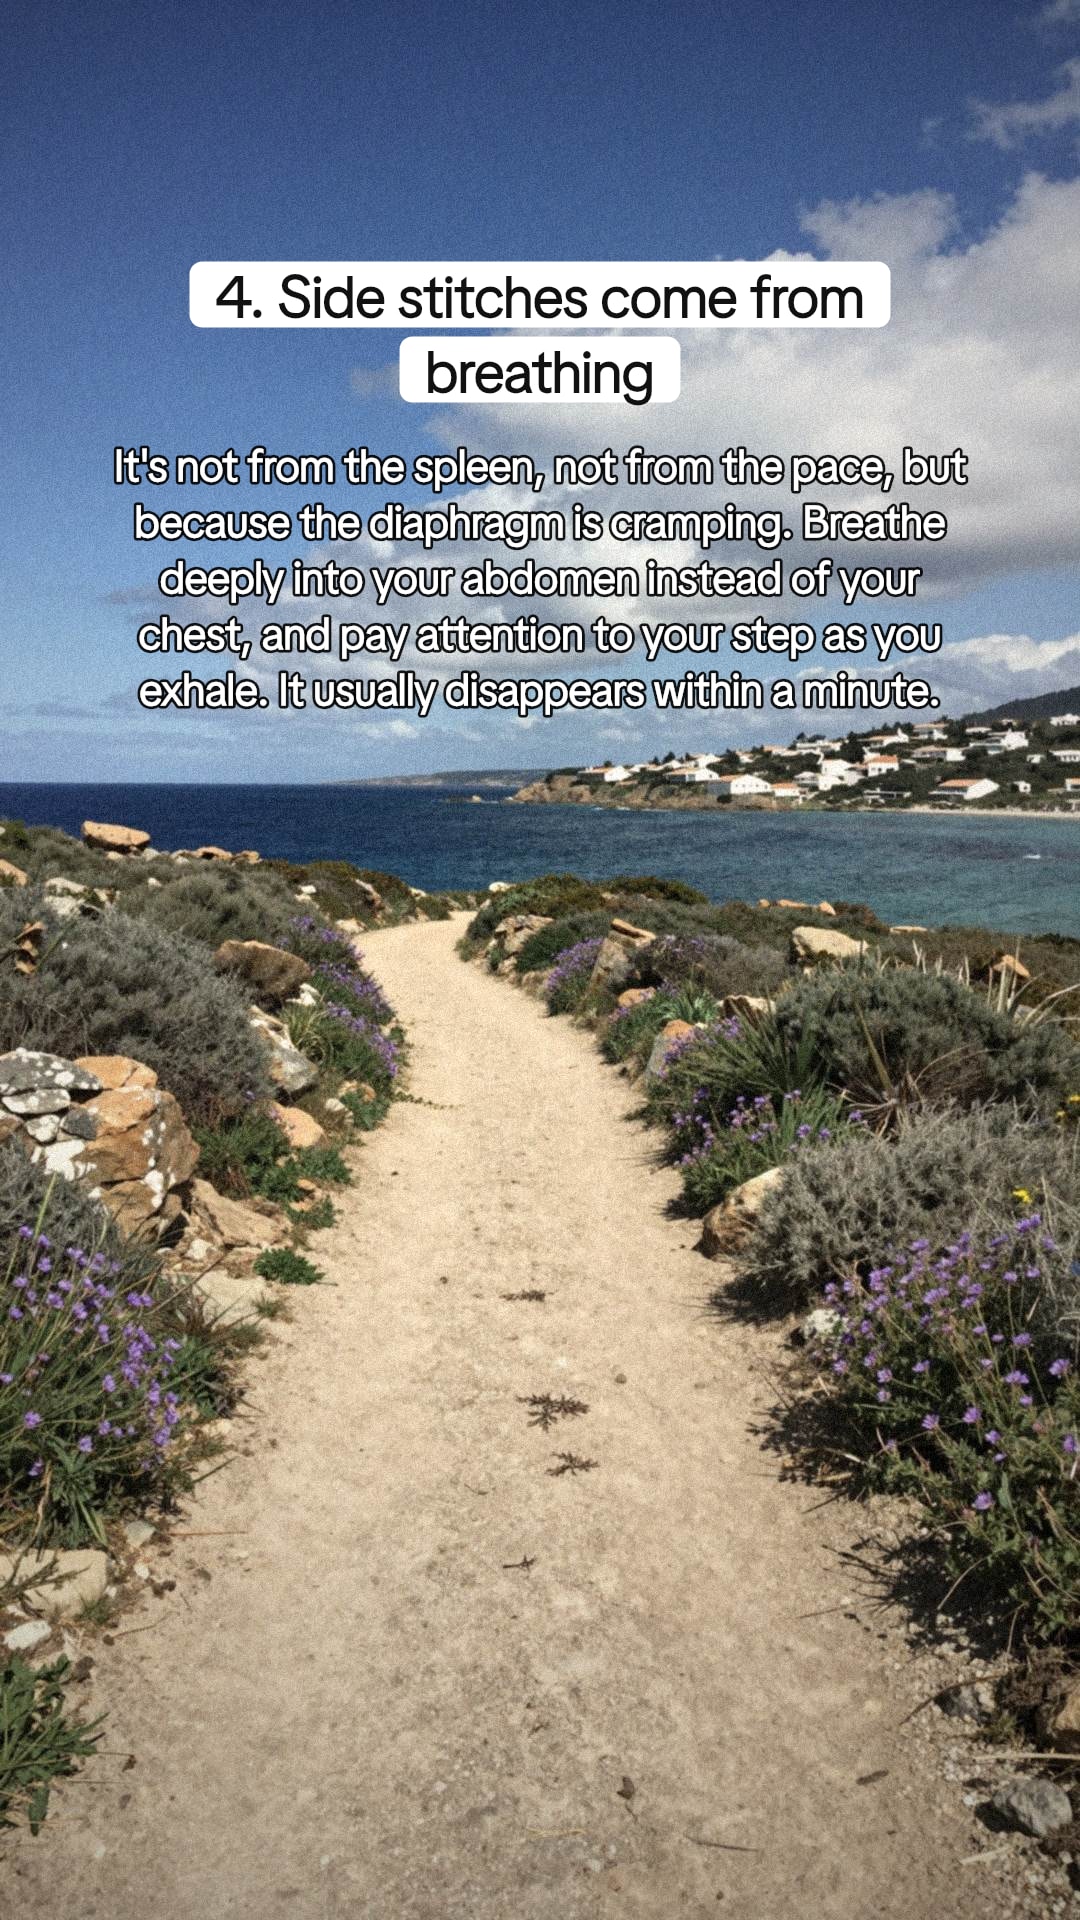 4. Side stitches come from
breathing
It's not from the spleen, not from the pace, but
because the diaphragm is cramping. Breathe
deeply into your abdomen instead of your
chest, and pay attention to your step as you
exhale. It usually disappears within a minute.